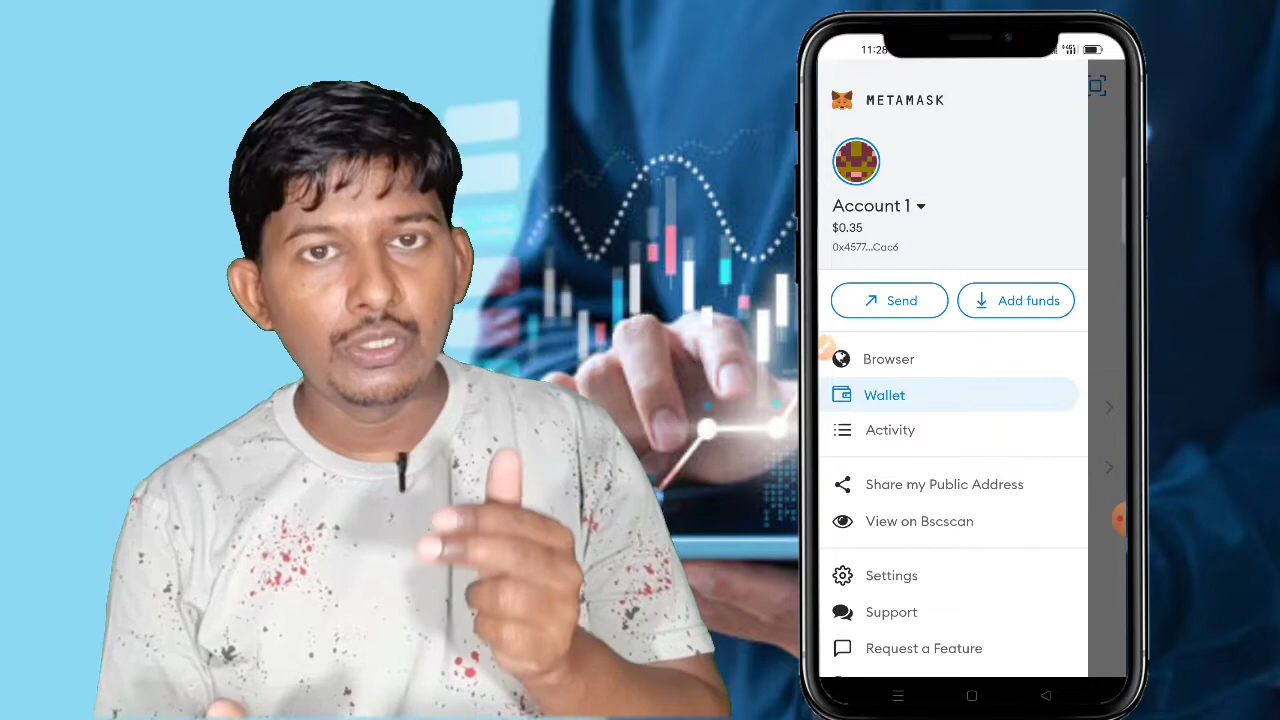 11:28
METAMASK
Account 1
$0.35
0x4577...Cac6
Send
Add funds
Browser
Wallet
Activity
Share my Public Address
View on Bscscan
Settings
Support
Request a Feature